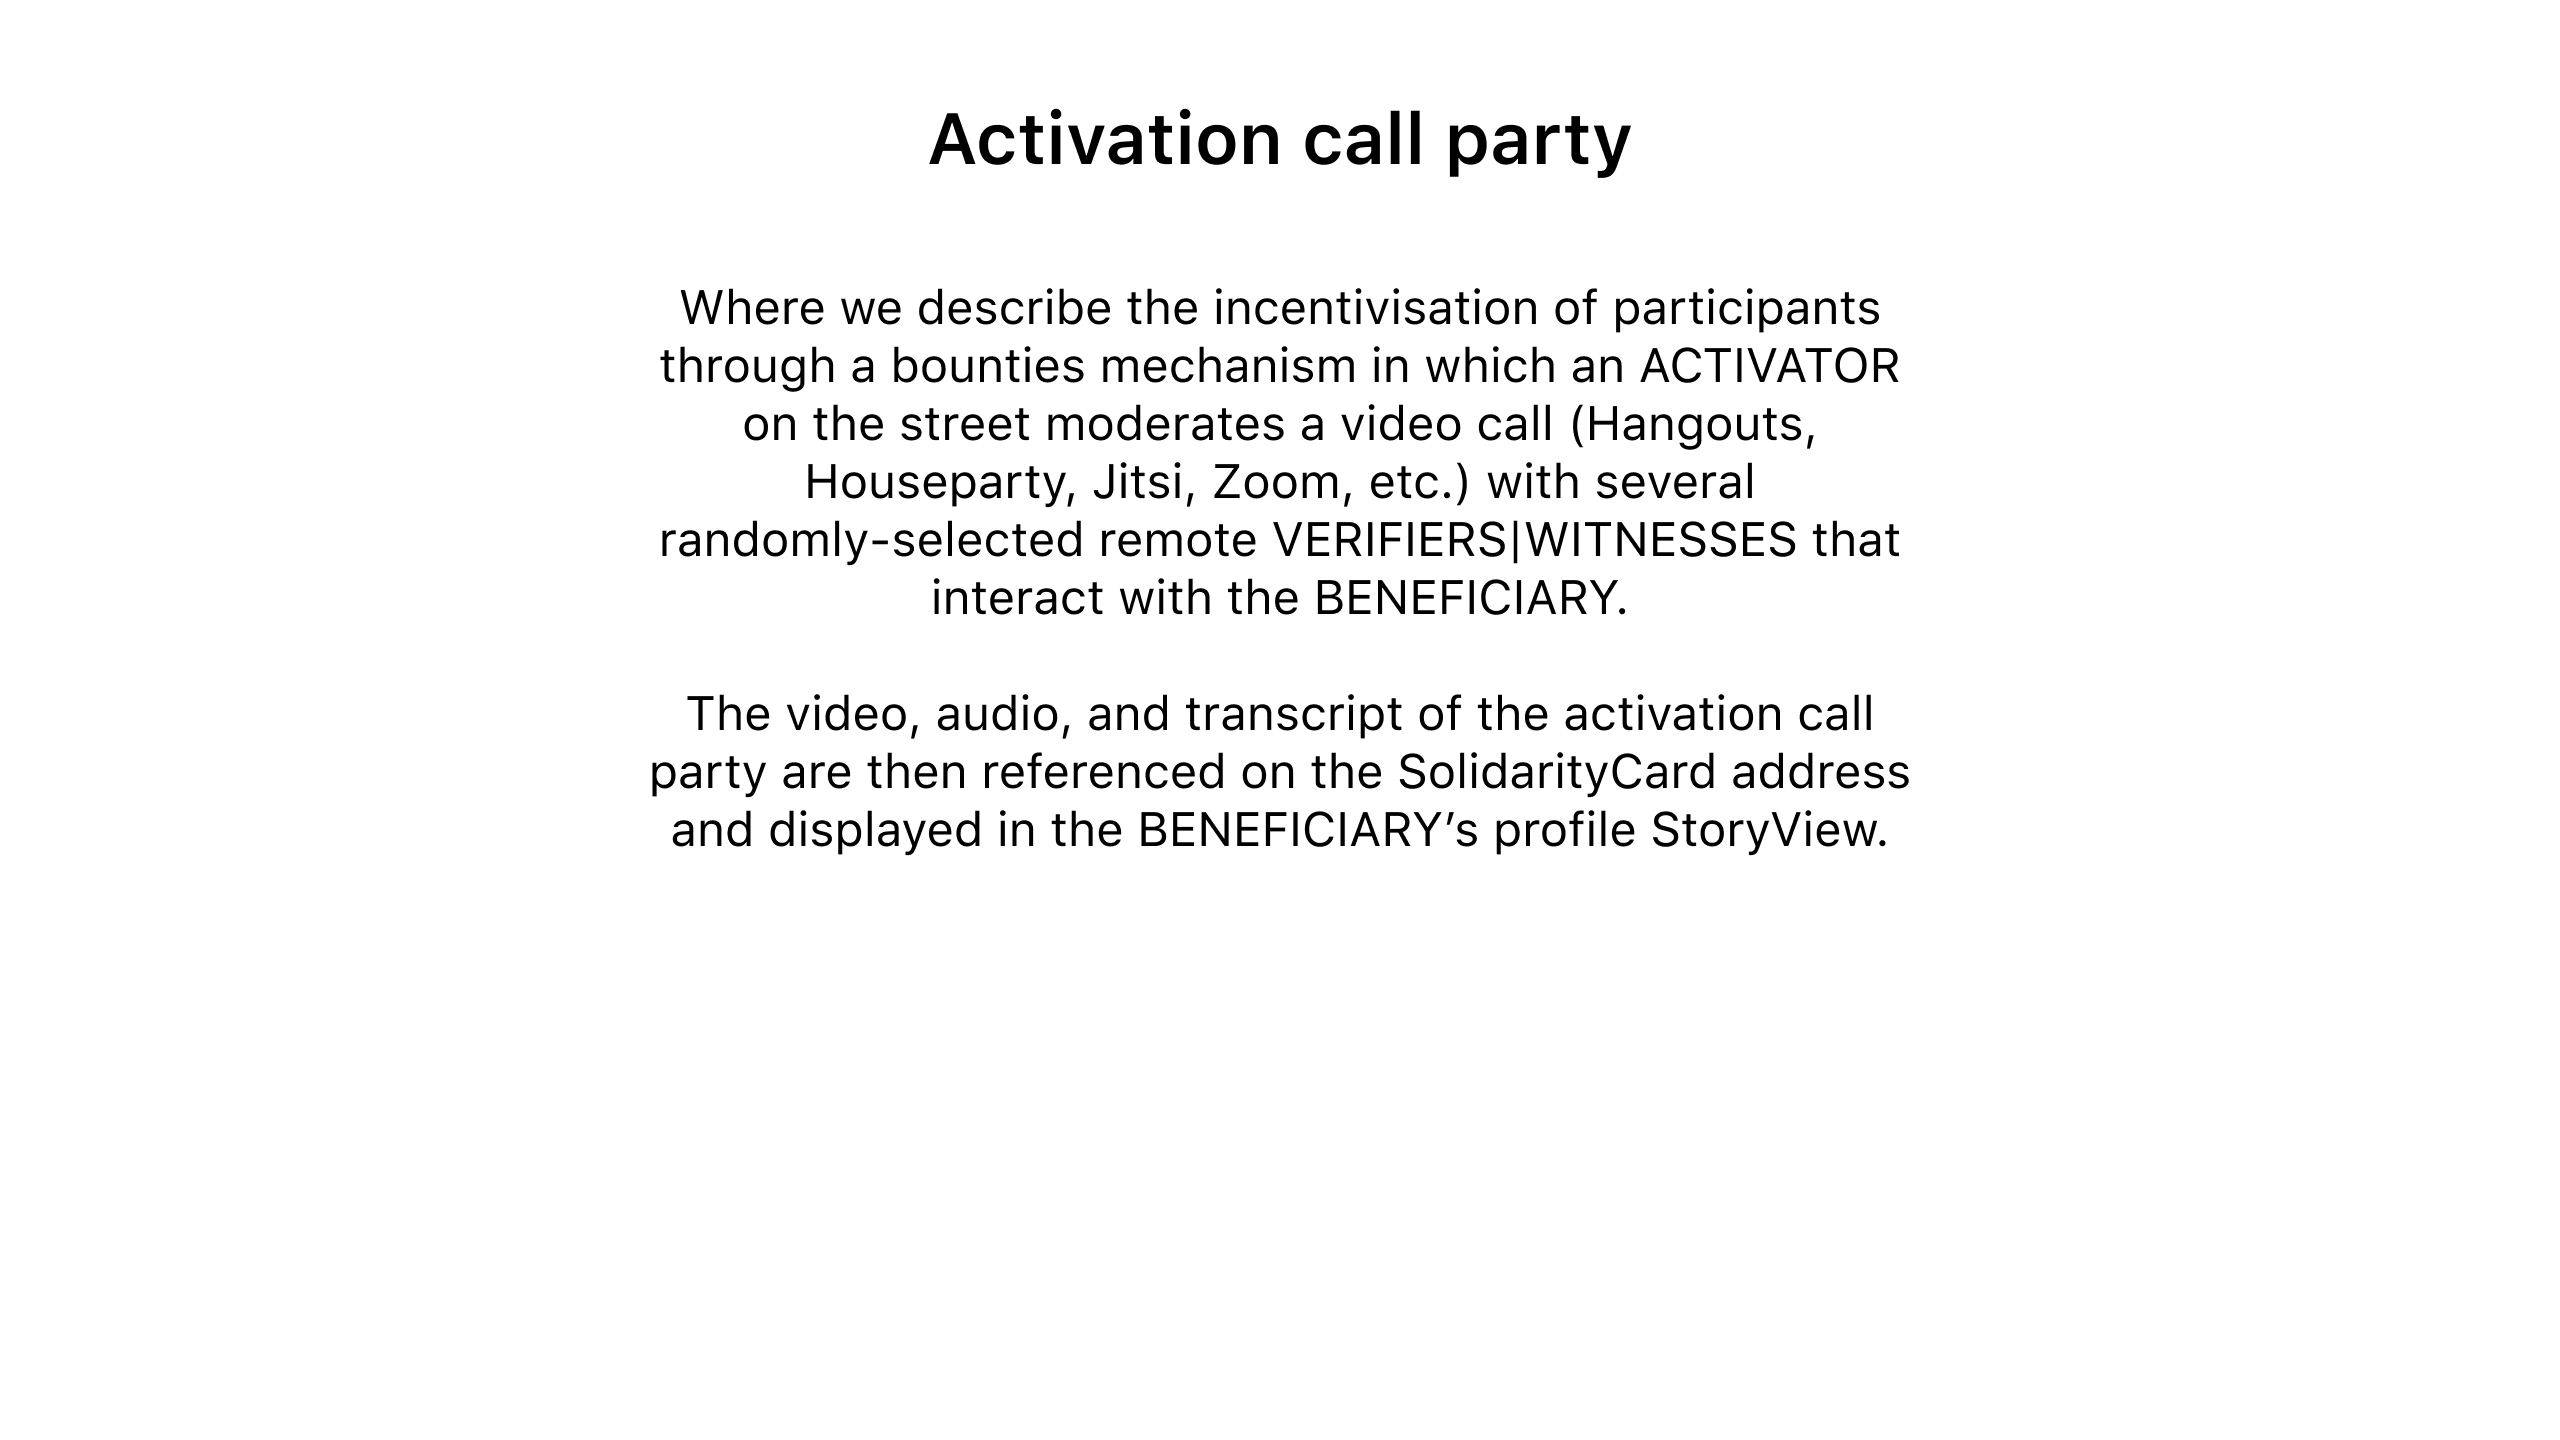 Activation call party
Where we describe the incentivisation of participants
through a bounties mechanism in which an ACTIVATOR
on the street moderates a video call (Hangouts,
Houseparty, Jitsi, Zoom, etc.) with several
randomly-selected remote VERIFIERS|WITNESSES that
interact with the BENEFICIARY.
The video, audio, and transcript of the activation call
party are then referenced on the SolidarityCard address
and displayed in the BENEFICIARY’s profile StoryView.